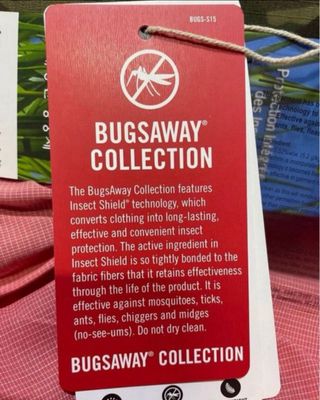 BUGS-S15
BUGSAWAY®
COLLECTION
The BugsAway Collection features
Insect Shield® technology, which
converts clothing into long-lasting,
effective and convenient insect
protection. The active ingredient in
Insect Shield is so tightly bonded to the
fabric fibers that it retains effectiveness
through the life of the product. It is
effective against mosquitoes, ticks,
ants, flies, chiggers and midges
(no-see-ums). Do not dry clean.
BUGSAWAY® COLLECTION
Protection
des